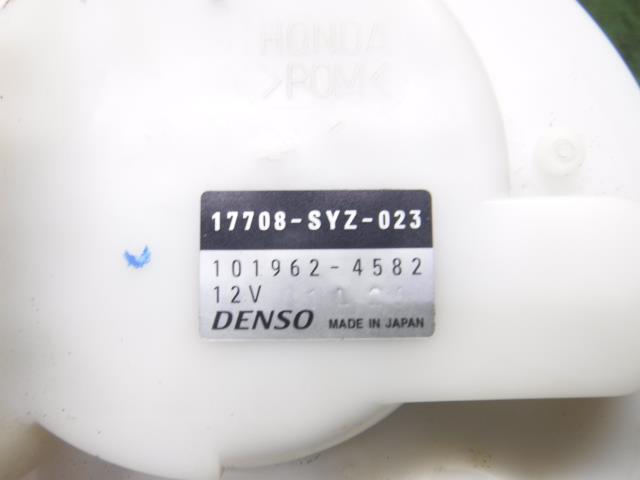 HONDA
>POM<
17708-SYZ-023
101962-4582
12V
DENSO MADE IN JAPAN